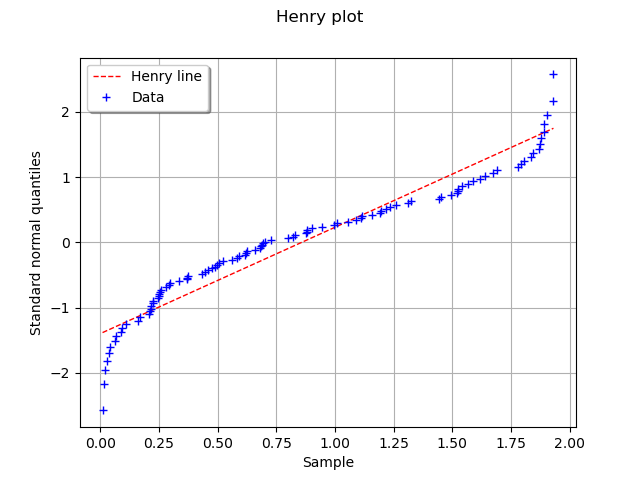 Henry plot
Henry line
Data
Standard normal quantiles
2
1
0
−1
−2
0.00 0.25 0.50 0.75 1.00 1.25 1.50 1.75 2.00
Sample